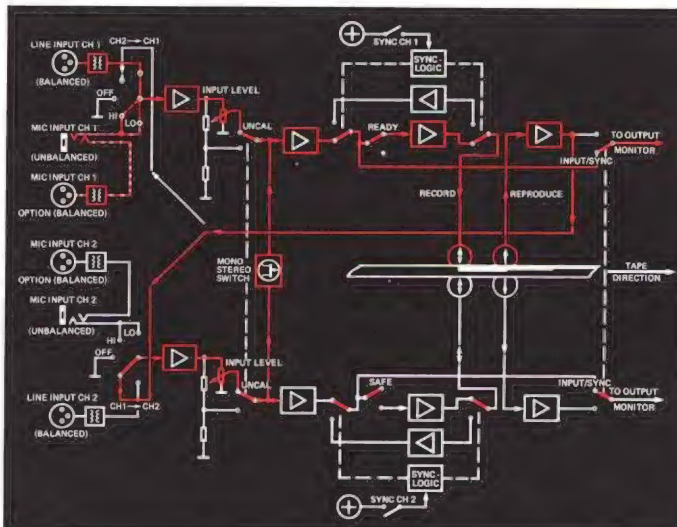 LINE INPUT CH 1
(BALANCED)
CH2→CH1
OFF
HI
LO
MIC INPUT CH 1
(UNBALANCED)
MIC INPUT CH 1
OPTION (BALANCED)
INPUT LEVEL
UNCAL
SYNC CH 1
SYNC-
LOGIC
READY
TO OUTPUT
MONITOR
INPUT/SYNC
RECORD
REPRODUCE
MIC INPUT CH 2
OPTION (BALANCED)
MIC INPUT CH 2
(UNBALANCED)
MONO
STEREO
SWITCH
TAPE
DIRECTION
LO
HI
OFF
INPUT LEVEL
UNCAL
SAFE
INPUT/SYNC
TO OUTPUT
MONITOR
LINE INPUT CH 2
(BALANCED)
CH1→CH2
SYNC-
LOGIC
SYNC CH 2